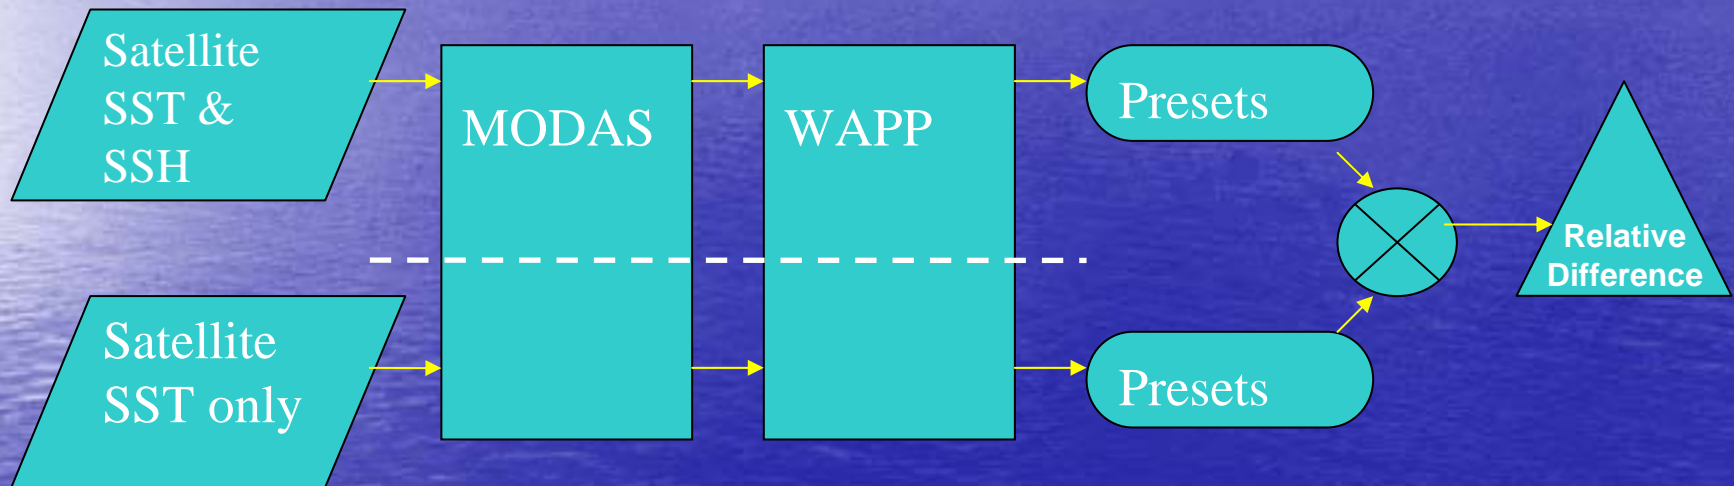 Satellite
SST &
SSH
MODAS
WAPP
Presets
Relative
Difference
Satellite
SST only
Presets